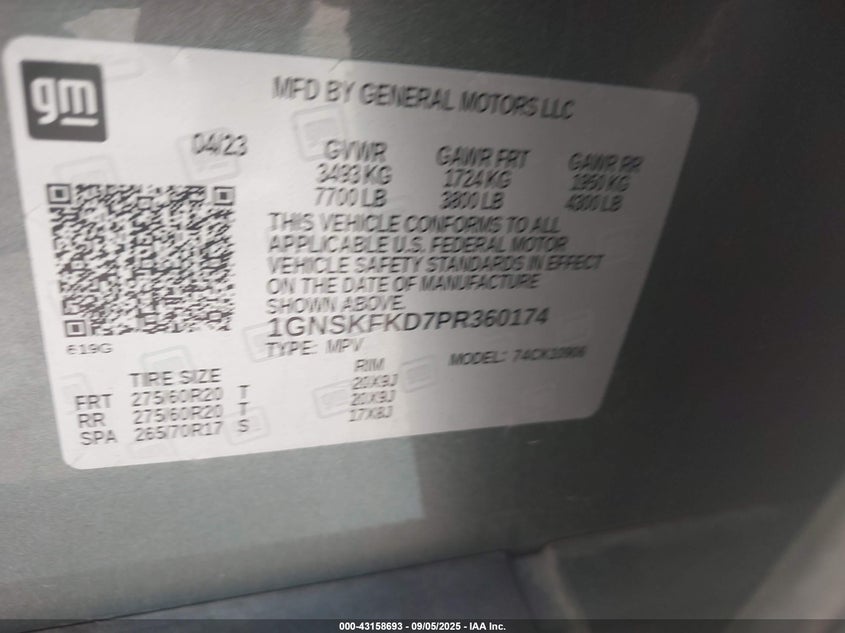 gm
MFD BY GENERAL MOTORS LLC
04/23 GVWR GAWR FRT GAWR RR
3493 KG 1724 KG 1950 KG
7700 LB 3800 LB 4300 LB
THIS VEHICLE CONFORMS TO ALL
APPLICABLE U.S. FEDERAL MOTOR
VEHICLE SAFETY STANDARDS IN EFFECT
ON THE DATE OF MANUFACTURE
SHOWN ABOVE.
1GNSKFKD7PR360174
619G
TYPE: MPV MODEL: 74CK10906
TIRE SIZE RIM
FRT 275/60R20 T 20X9J
RR 275/60R20 T 20X9J
SPA 265/70R17 S 17X8J
000-43158693 - 09/05/2025 - IAA Inc.